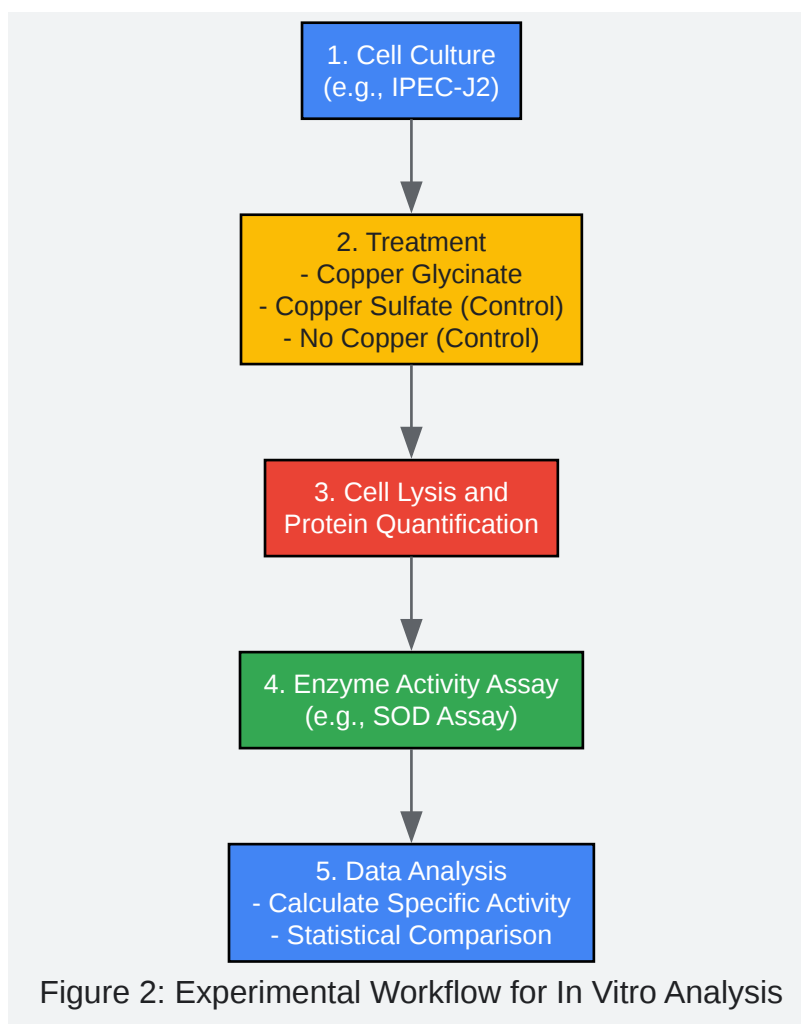 1. Cell Culture
(e.g., IPEC-J2)
2. Treatment
- Copper Glycinate
- Copper Sulfate (Control)
- No Copper (Control)
3. Cell Lysis and
Protein Quantification
4. Enzyme Activity Assay
(e.g., SOD Assay)
5. Data Analysis
- Calculate Specific Activity
- Statistical Comparison
Figure 2: Experimental Workflow for In Vitro Analysis